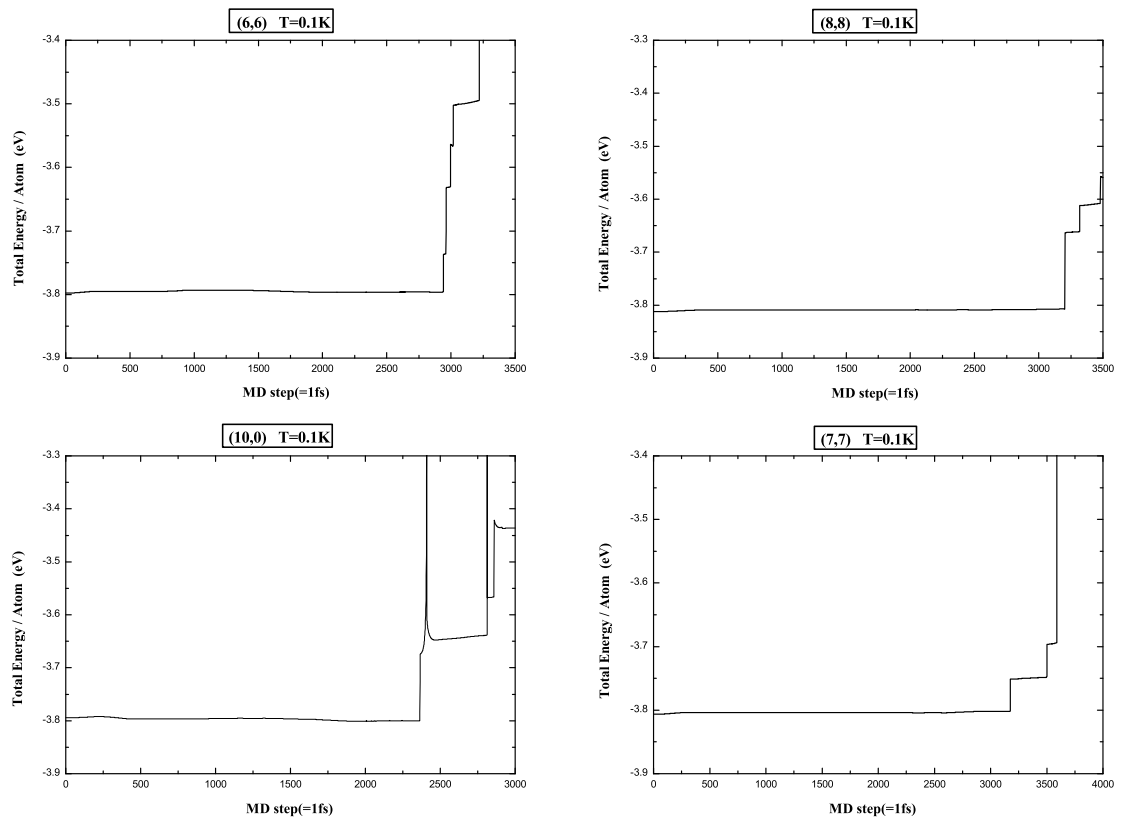 (6,6) T=0.1K
-3.4
-3.5
-3.6
-3.7
-3.8
-3.9
Total Energy / Atom (eV)
0 500 1000 1500 2000 2500 3000 3500
MD step(=1fs)
(8,8) T=0.1K
-3.3
-3.4
-3.5
-3.6
-3.7
-3.8
-3.9
Total Energy / Atom (eV)
0 500 1000 1500 2000 2500 3000 3500
MD step(=1fs)
(10,0) T=0.1K
-3.3
-3.4
-3.5
-3.6
-3.7
-3.8
-3.9
Total Energy / Atom (eV)
0 500 1000 1500 2000 2500 3000
MD step(=1fs)
(7,7) T=0.1K
-3.4
-3.5
-3.6
-3.7
-3.8
-3.9
Total Energy / Atom (eV)
0 500 1000 1500 2000 2500 3000 3500 4000
MD step(=1fs)